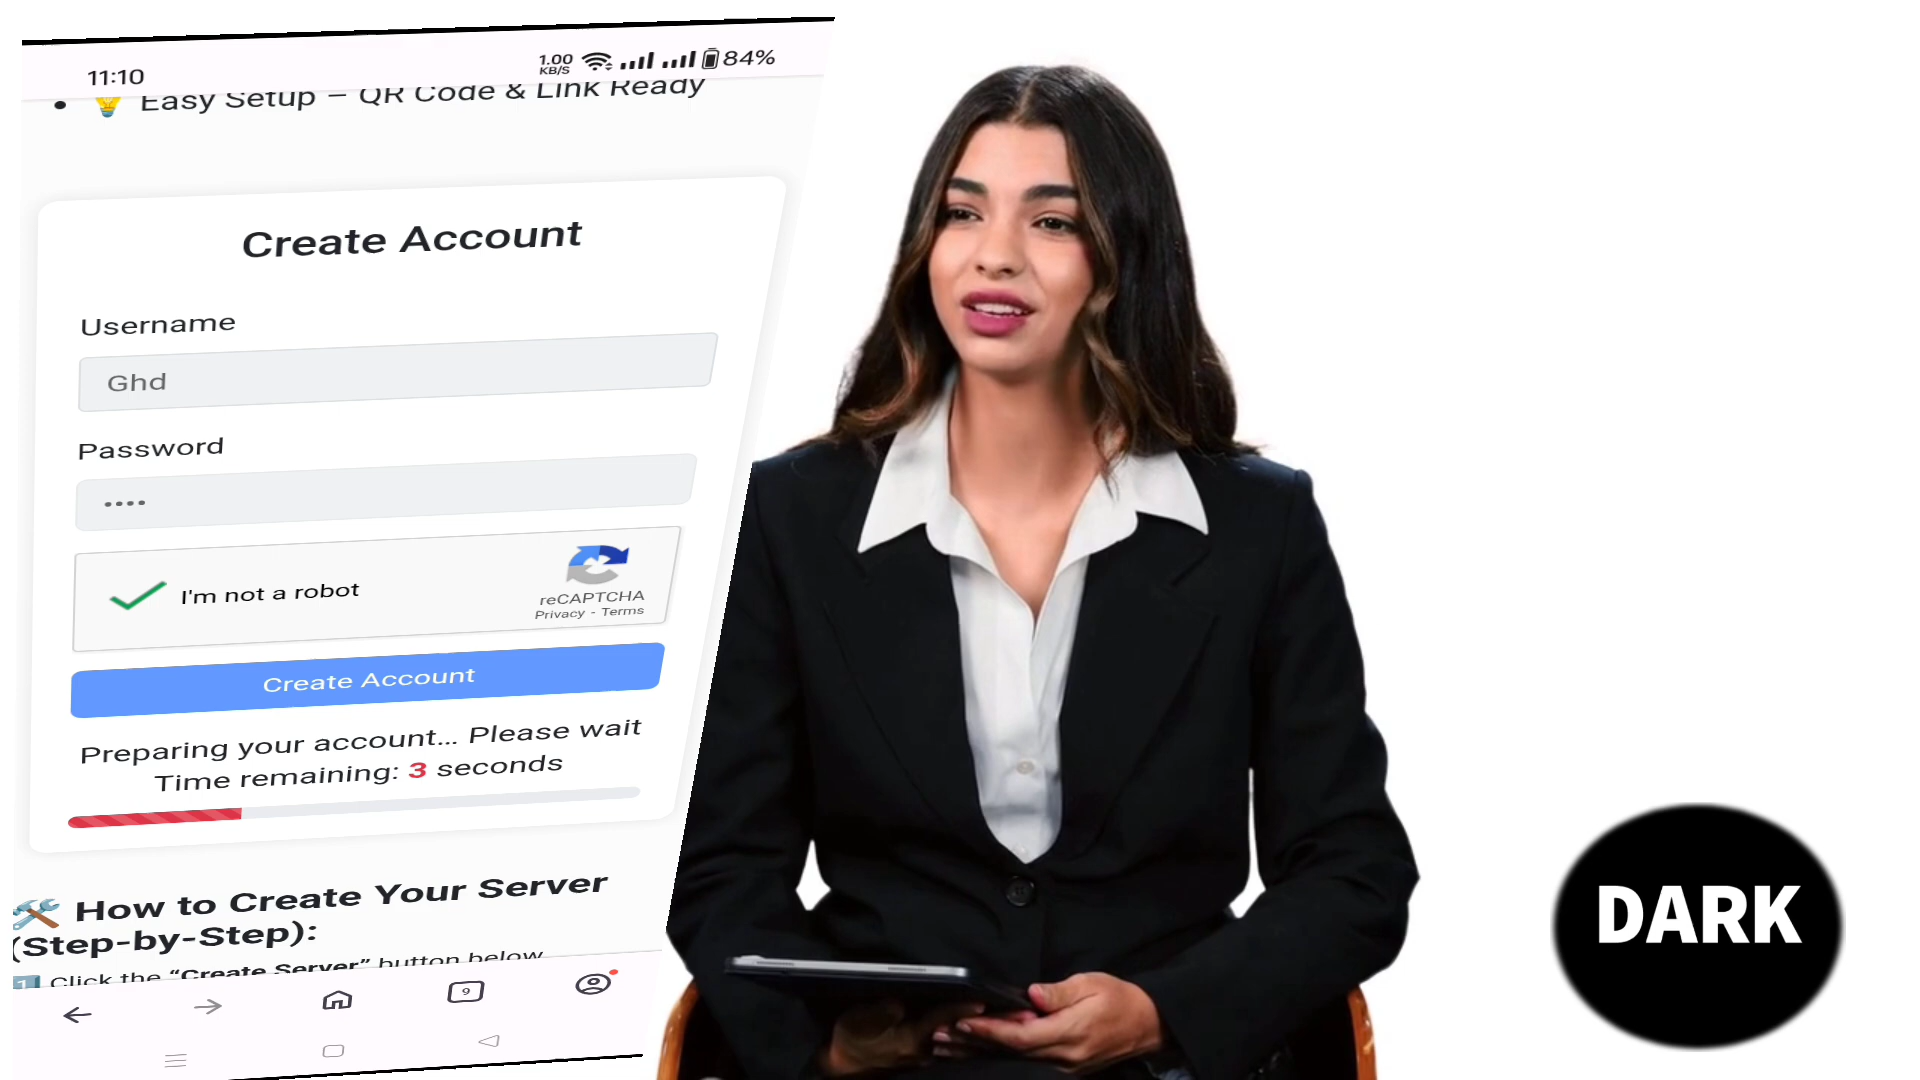 11:10
1.00
KB/S
84%
Easy Setup – QR Code & Link Ready
Create Account
Username
Ghd
Password
••••
I'm not a robot
reCAPTCHA
Privacy - Terms
Create Account
Preparing your account... Please wait
Time remaining: 3 seconds
How to Create Your Server
(Step-by-Step):
1 Click the “Create Server” button below
9
DARK